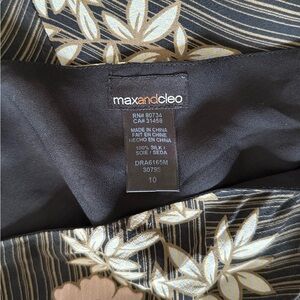 maxandcleo
RN# 80734
CA# 31458
MADE IN CHINA
FAIT EN CHINE
HECHO EN CHINA
100% SILK /
SOIE / SEDA
DRA6165M
30795
10